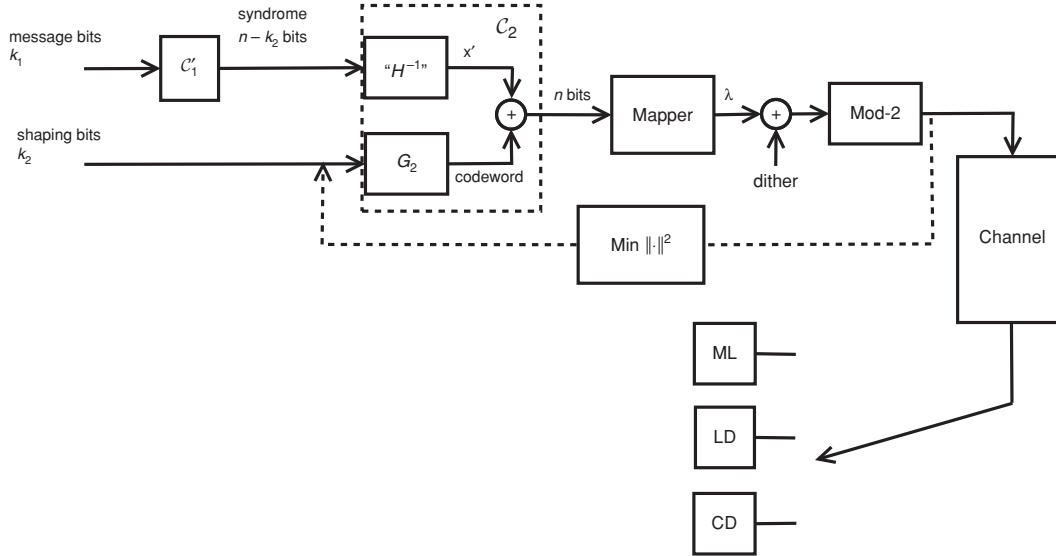 syndrome
n – k₂ bits
message bits
k₁
𝒞′₁
𝒞₂
"H⁻¹"
x′
+
n bits
Mapper
λ
+
Mod-2
shaping bits
k₂
G₂
codeword
dither
Min ‖·‖²
Channel
ML
LD
CD